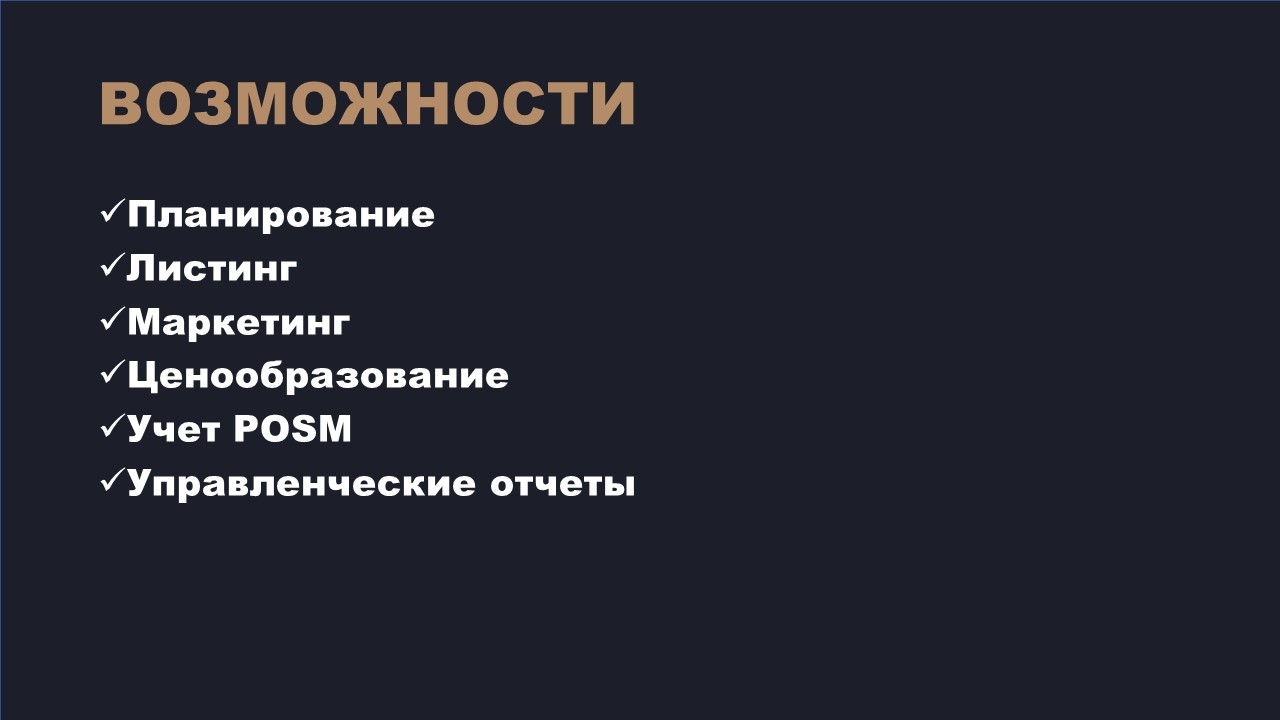 ВОЗМОЖНОСТИ
✓Планирование
✓Листинг
✓Маркетинг
✓Ценообразование
✓Учет POSM
✓Управленческие отчеты